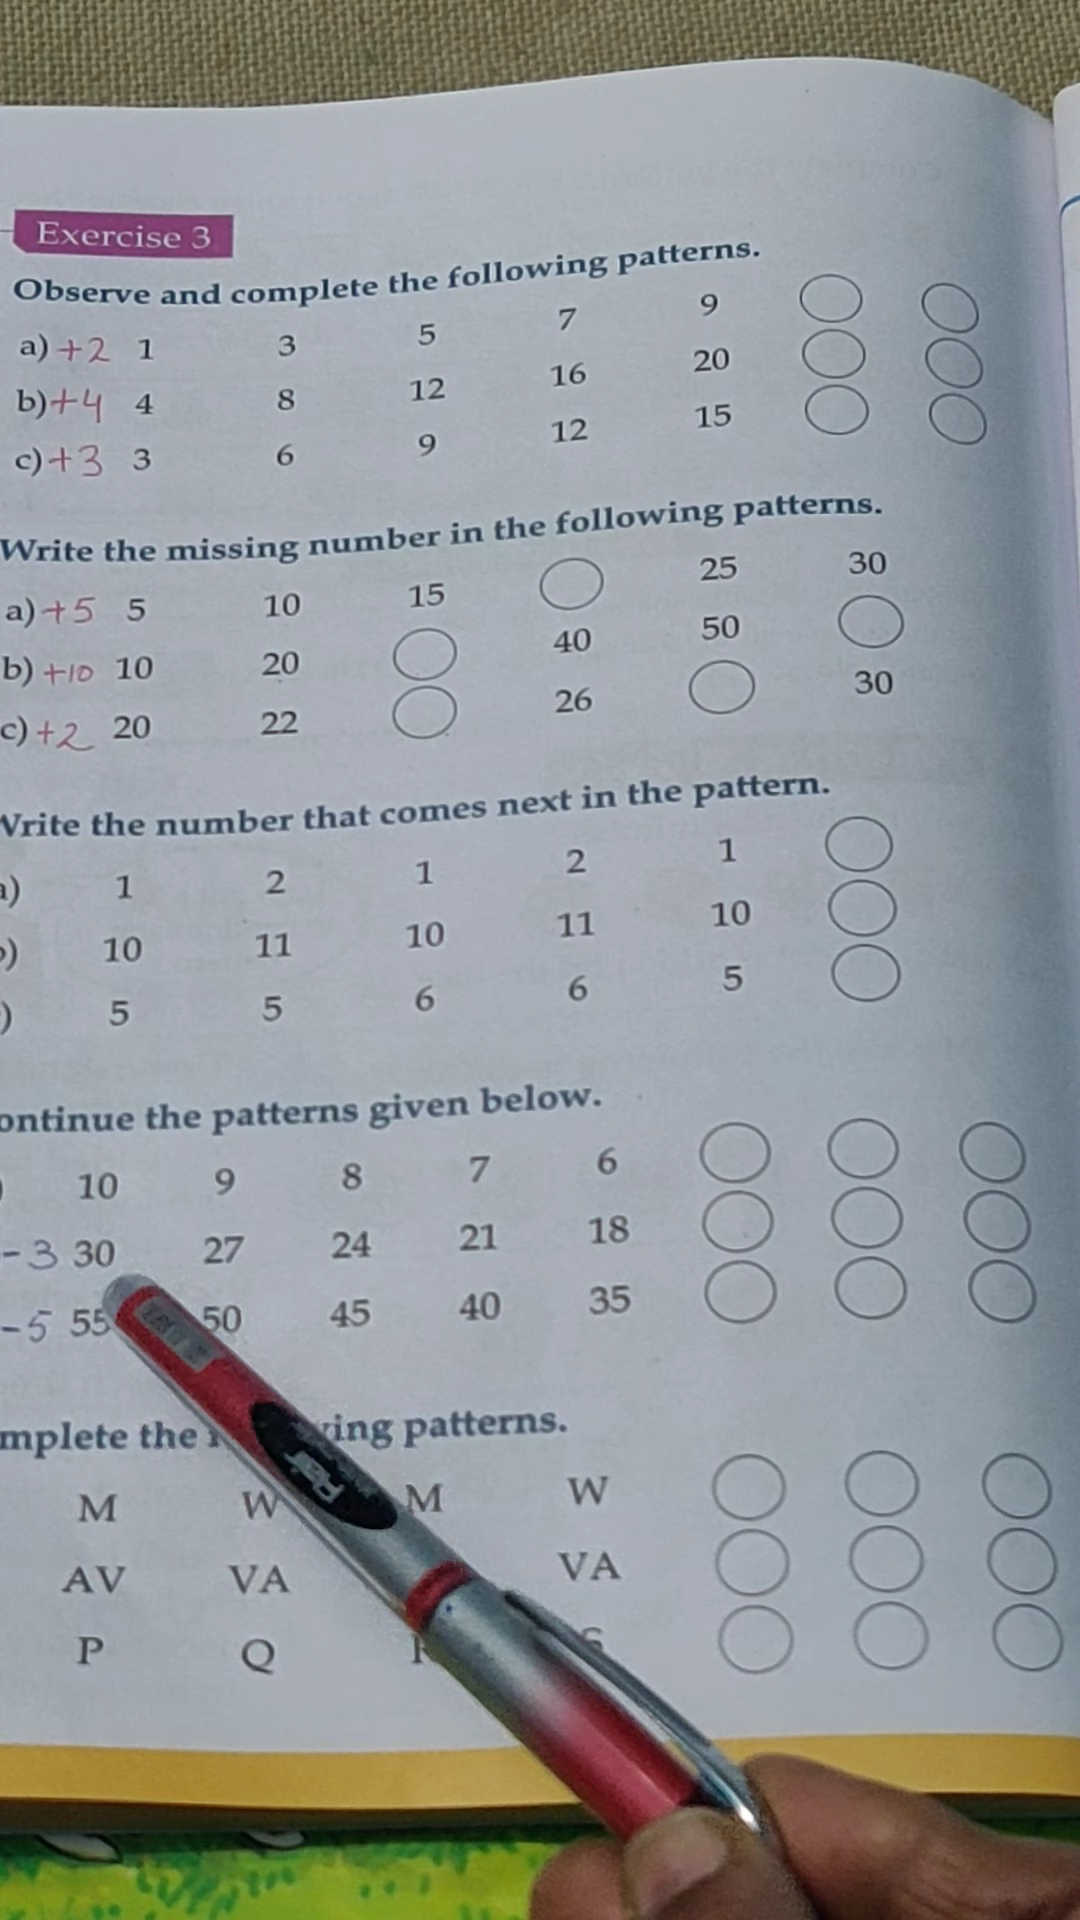 Exercise 3
Observe and complete the following patterns.
a) +2 1 3 5 7 9
b) +4 4 8 12 16 20
c) +3 3 6 9 12 15
Write the missing number in the following patterns.
a) +5 5 10 15 25 30
b) +10 10 20 40 50
c) +2 20 22 26 30
Write the number that comes next in the pattern.
) 1 2 1 2 1
) 10 11 10 11 10
) 5 5 6 6 5
ontinue the patterns given below.
) 10 9 8 7 6
-3 30 27 24 21 18
-5 55 50 45 40 35
mplete the ing patterns.
M W M W
AV VA VA
P Q